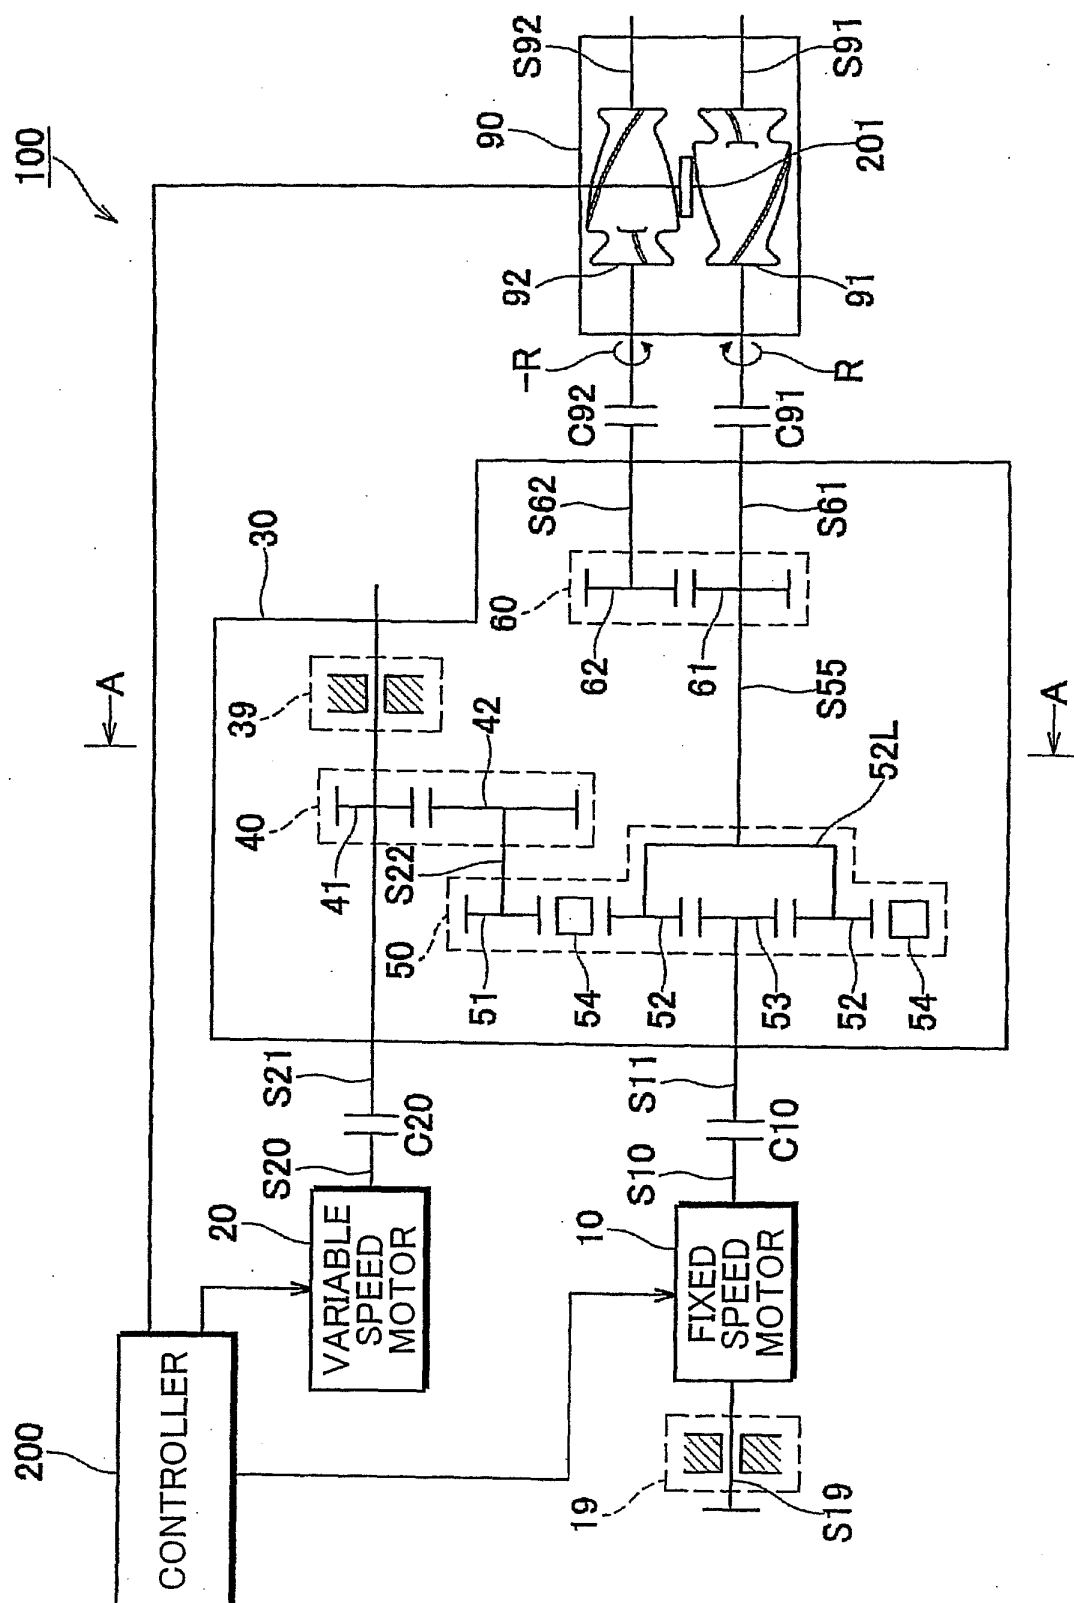 100
200
CONTROLLER
20
VARIABLE
SPEED
MOTOR
S20
C20
S21
10
FIXED
SPEED
MOTOR
S10
C10
S11
19
S19
30
39
40
41
42
S22
50
51
54
52
53
52
54
52L
S55
60
62
61
S62
S61
C92
C91
-R
R
90
92
91
S92
S91
201
A
A